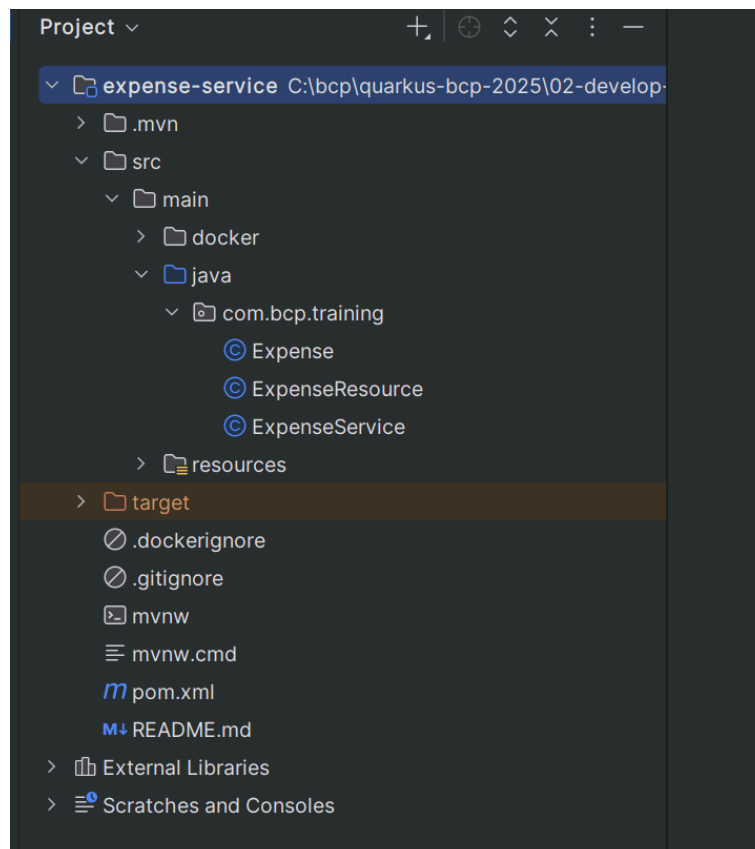 Project
expense-service C:\bcp\quarkus-bcp-2025\02-develop-
.mvn
src
main
docker
java
com.bcp.training
Expense
ExpenseResource
ExpenseService
resources
target
.dockerignore
.gitignore
mvnw
mvnw.cmd
pom.xml
README.md
External Libraries
Scratches and Consoles